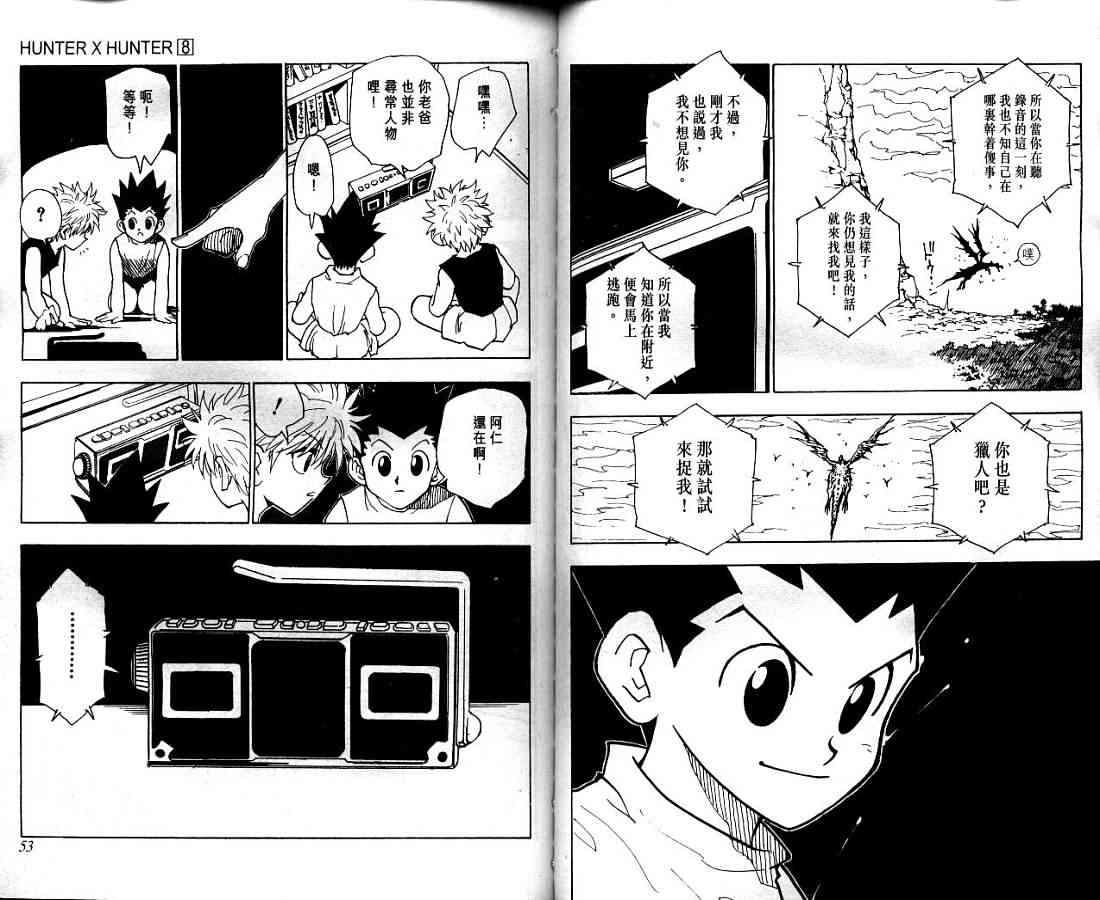 HUNTER X HUNTER 8
所以當你在聽
錄音的這一刻，
我也不知自己在
哪裏幹着傻事，
噗
我這樣子，
你仍想見我的話，
就來找我吧！
不過，
剛才我
也説過，
我不想見你。
所以當我
知道你在附近，
便會馬上
逃跑。
你也是
獵人吧？
那就試試
來捉我！
嘿嘿…
你老爸
也並非
尋常人物
哩！
嗯！
呃！
等等！
？
阿仁
還在啊！
！
…………
53